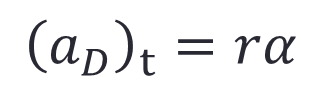 (a_D)_t = rα